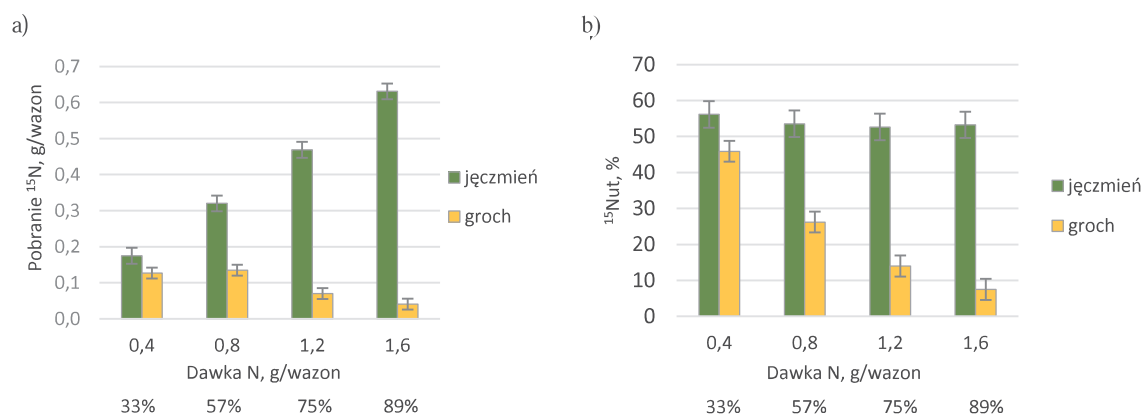 a)
Pobranie ¹⁵N, g/wazon
0,7
0,6
0,5
0,4
0,3
0,2
0,1
0,0
0,4 0,8 1,2 1,6
Dawka N, g/wazon
33% 57% 75% 89%
jęczmień
groch
b)
¹⁵Nut, %
70
60
50
40
30
20
10
0
0,4 0,8 1,2 1,6
Dawka N, g/wazon
33% 57% 75% 89%
jęczmień
groch